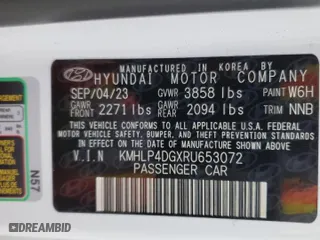 MANUFACTURED IN KOREA BY
HYUNDAI MOTOR COMPANY
SEP/04/23 GVWR 3858 lbs PAINT W6H
GAWR FRT 2271 lbs GAWR RR 2094 lbs TRIM NNB
THIS VEHICLE CONFORMS TO ALL APPLICABLE U.S.
FEDERAL MOTOR VEHICLE SAFETY,
BUMPER, AND THEFT PREVENTION STANDARDS
IN EFFECT ON THE DATE OF MANUFACTURE SHOWN ABOVE.
V.I.N KMHLP4DGXRU653072
PASSENGER CAR
N57
DREAMBID